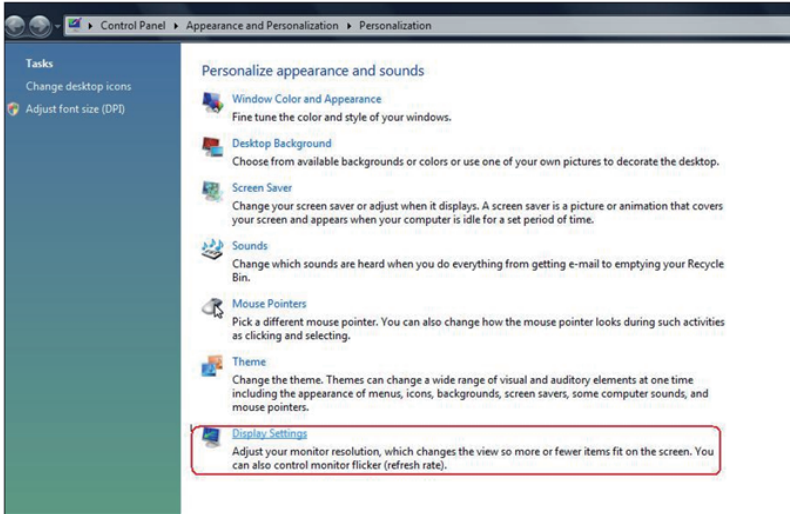 Control Panel ▸ Appearance and Personalization ▸ Personalization
Tasks
Change desktop icons
Adjust font size (DPI)
Personalize appearance and sounds
Window Color and Appearance
Fine tune the color and style of your windows.
Desktop Background
Choose from available backgrounds or colors or use one of your own pictures to decorate the desktop.
Screen Saver
Change your screen saver or adjust when it displays. A screen saver is a picture or animation that covers
your screen and appears when your computer is idle for a set period of time.
Sounds
Change which sounds are heard when you do everything from getting e-mail to emptying your Recycle
Bin.
Mouse Pointers
Pick a different mouse pointer. You can also change how the mouse pointer looks during such activities
as clicking and selecting.
Theme
Change the theme. Themes can change a wide range of visual and auditory elements at one time
including the appearance of menus, icons, backgrounds, screen savers, some computer sounds, and
mouse pointers.
Display Settings
Adjust your monitor resolution, which changes the view so more or fewer items fit on the screen. You
can also control monitor flicker (refresh rate).